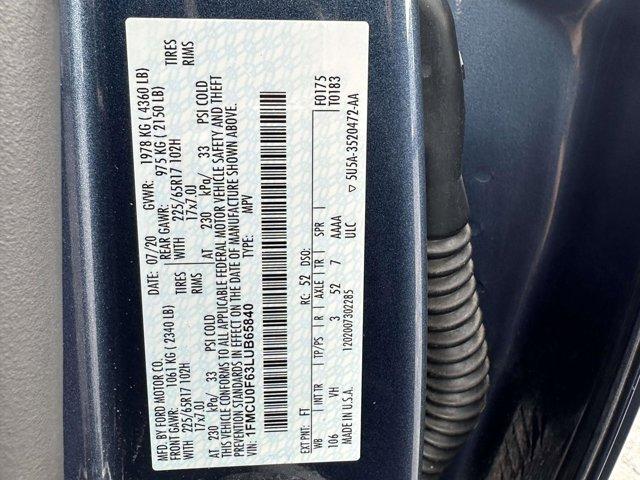 MFD. BY FORD MOTOR CO. DATE: 07/20 GVWR: 1978 KG ( 4360 LB)
FRONT GAWR: 1061 KG ( 2340 LB) REAR GAWR: 975 KG ( 2150 LB)
WITH 225/65R17 102H TIRES WITH 225/65R17 102H TIRES
17x7.0J RIMS 17x7.0J RIMS
AT 230 kPa/ 33 PSI COLD AT 230 kPa/ 33 PSI COLD
THIS VEHICLE CONFORMS TO ALL APPLICABLE FEDERAL MOTOR VEHICLE SAFETY AND THEFT
PREVENTION STANDARDS IN EFFECT ON THE DATE OF MANUFACTURE SHOWN ABOVE.
VIN: 1FMCU0F63LUB65840 TYPE: MPV
F0175
T0183
EXT PNT: FT RC: 52 DSO:
WB INT TR TP/PS R AXLE TR SPR
106 VH 3 52 7 AAAA
ULC
MADE IN U.S.A. 12020007302285 ▽ 5U5A-3520472-AA